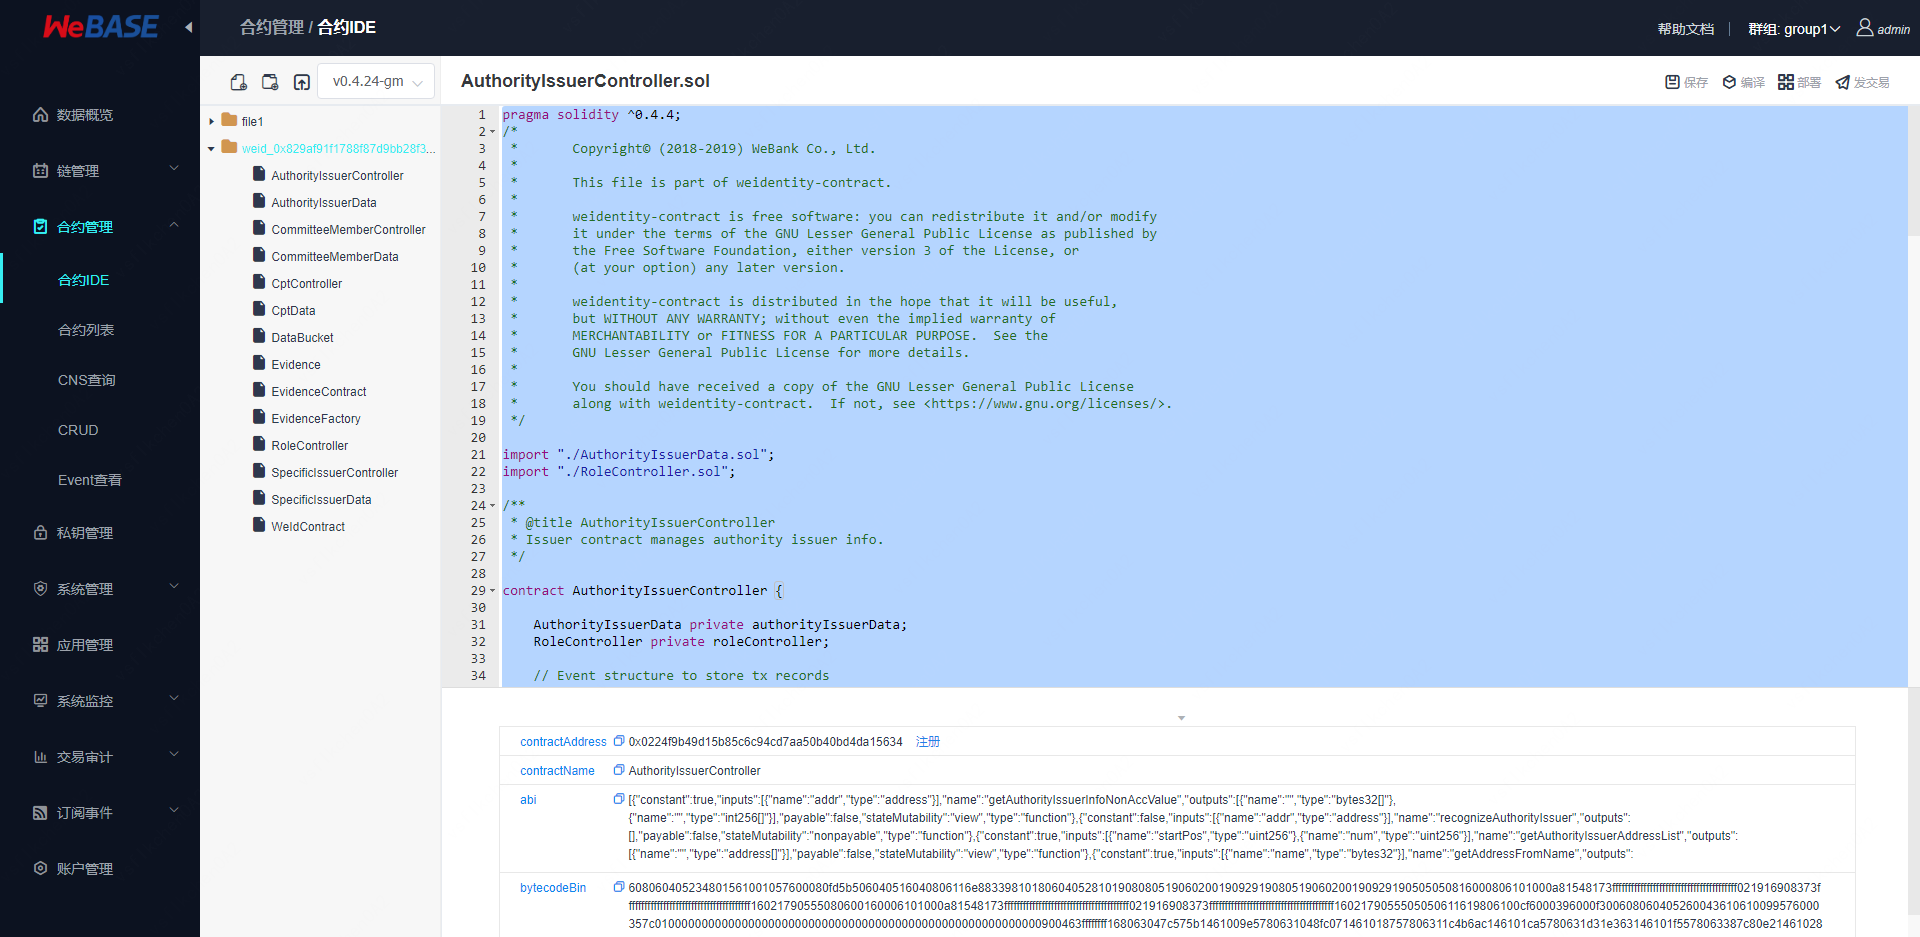 WeBASE
合约管理 / 合约IDE
帮助文档
群组: group1
admin
数据概览
链管理
合约管理
合约IDE
合约列表
CNS查询
CRUD
Event查看
私钥管理
系统管理
应用管理
系统监控
交易审计
订阅事件
账户管理
v0.4.24-gm
file1
weid_0x829af91f1788f87d9bb28f3...
AuthorityIssuerController
AuthorityIssuerData
CommitteeMemberController
CommitteeMemberData
CptController
CptData
DataBucket
Evidence
EvidenceContract
EvidenceFactory
RoleController
SpecificIssuerController
SpecificIssuerData
WeIdContract
AuthorityIssuerController.sol
保存
编译
部署
发交易
1 pragma solidity ^0.4.4;
2 /*
3 *       Copyright© (2018-2019) WeBank Co., Ltd.
4 *
5 *       This file is part of weidentity-contract.
6 *
7 *       weidentity-contract is free software: you can redistribute it and/or modify
8 *       it under the terms of the GNU Lesser General Public License as published by
9 *       the Free Software Foundation, either version 3 of the License, or
10 *       (at your option) any later version.
11 *
12 *       weidentity-contract is distributed in the hope that it will be useful,
13 *       but WITHOUT ANY WARRANTY; without even the implied warranty of
14 *       MERCHANTABILITY or FITNESS FOR A PARTICULAR PURPOSE.  See the
15 *       GNU Lesser General Public License for more details.
16 *
17 *       You should have received a copy of the GNU Lesser General Public License
18 *       along with weidentity-contract.  If not, see <https://www.gnu.org/licenses/>.
19 */
20
21 import "./AuthorityIssuerData.sol";
22 import "./RoleController.sol";
23
24 /**
25 * @title AuthorityIssuerController
26 * Issuer contract manages authority issuer info.
27 */
28
29 contract AuthorityIssuerController {
30
31 AuthorityIssuerData private authorityIssuerData;
32 RoleController private roleController;
33
34 // Event structure to store tx records
contractAddress 0x0224f9b49d15b85c6c94cd7aa50b40bd4da15634 注册
contractName AuthorityIssuerController
abi [{"constant":true,"inputs":[{"name":"addr","type":"address"}],"name":"getAuthorityIssuerInfoNonAccValue","outputs":[{"name":"","type":"bytes32[]"},
{"name":"","type":"int256[]"}],"payable":false,"stateMutability":"view","type":"function"},{"constant":false,"inputs":[{"name":"addr","type":"address"}],"name":"recognizeAuthorityIssuer","outputs":
[],"payable":false,"stateMutability":"nonpayable","type":"function"},{"constant":true,"inputs":[{"name":"startPos","type":"uint256"},{"name":"num","type":"uint256"}],"name":"getAuthorityIssuerAddressList","outputs":
[{"name":"","type":"address[]"}],"payable":false,"stateMutability":"view","type":"function"},{"constant":true,"inputs":[{"name":"name","type":"bytes32"}],"name":"getAddressFromName","outputs":
bytecodeBin